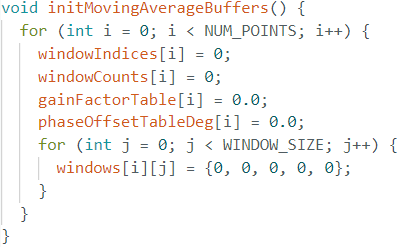 void initMovingAverageBuffers() {
  for (int i = 0; i < NUM_POINTS; i++) {
    windowIndices[i] = 0;
    windowCounts[i] = 0;
    gainFactorTable[i] = 0.0;
    phaseOffsetTableDeg[i] = 0.0;
    for (int j = 0; j < WINDOW_SIZE; j++) {
      windows[i][j] = {0, 0, 0, 0, 0};
    }
  }
}